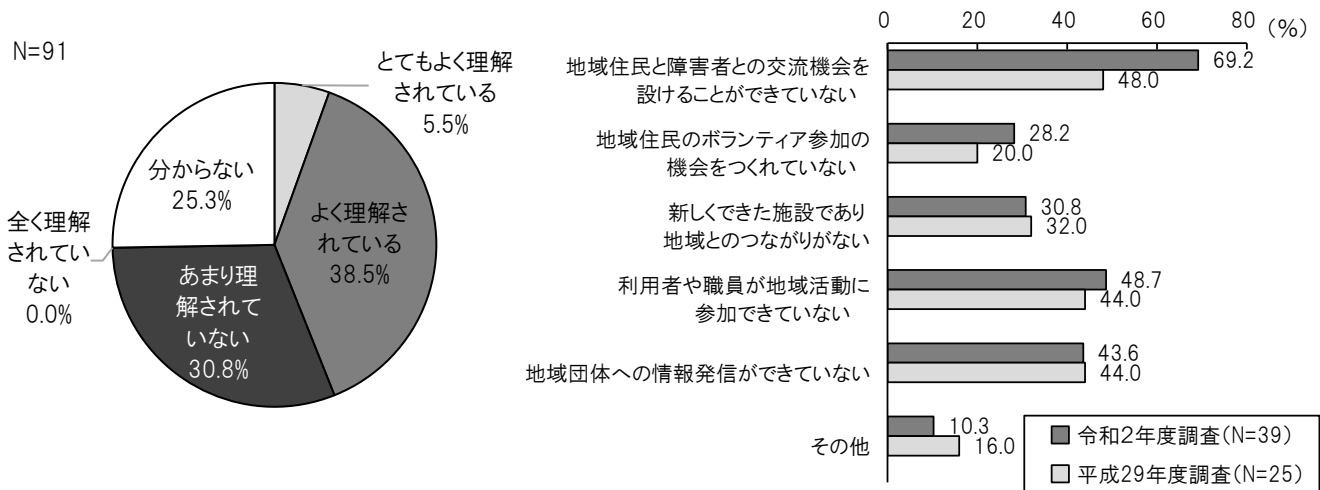 N=91
とてもよく理解
されている
5.5%
よく理解さ
れている
38.5%
あまり理
解されて
いない
30.8%
全く理解
されてい
ない
0.0%
分からない
25.3%
0 20 40 60 80 (%)
地域住民と障害者との交流機会を
設けることができていない
69.2
48.0
地域住民のボランティア参加の
機会をつくれていない
28.2
20.0
新しくできた施設であり
地域とのつながりがない
30.8
32.0
利用者や職員が地域活動に
参加できていない
48.7
44.0
地域団体への情報発信ができていない
43.6
44.0
その他
10.3
16.0
令和2年度調査(N=39)
平成29年度調査(N=25)